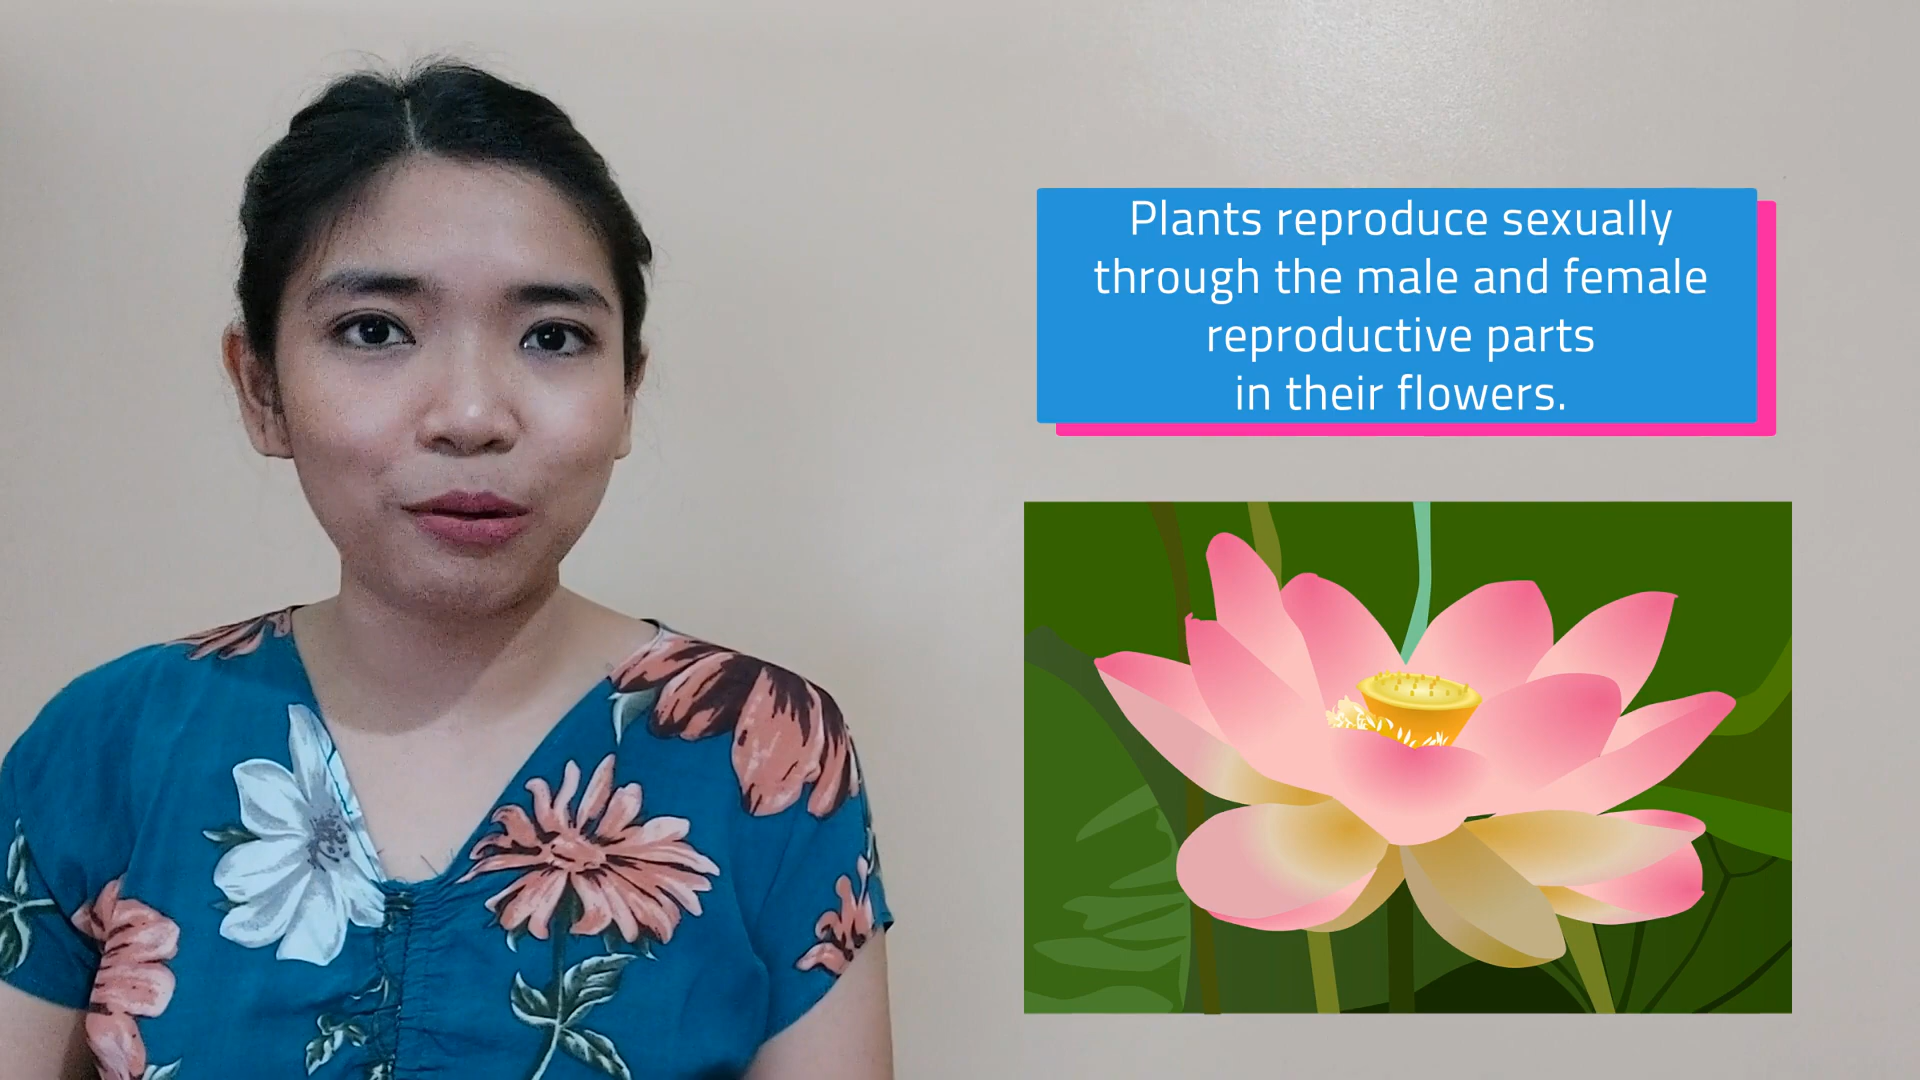 Plants reproduce sexually
through the male and female
reproductive parts
in their flowers.